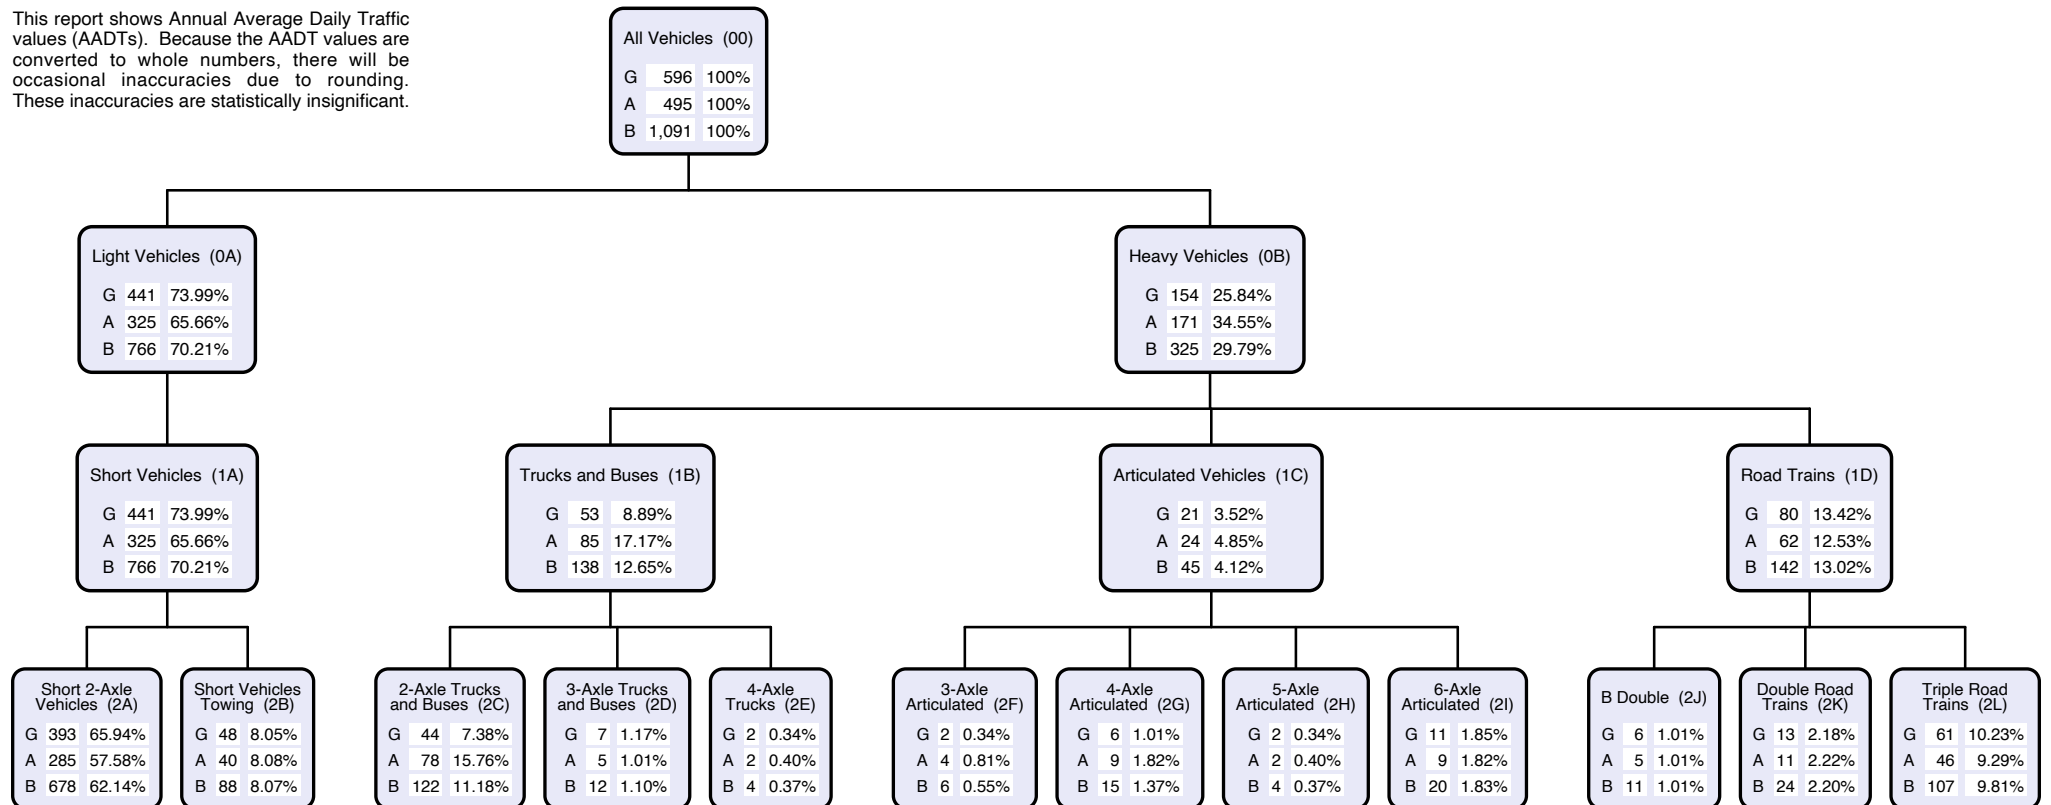 This report shows Annual Average Daily Traffic
values (AADTs). Because the AADT values are
converted to whole numbers, there will be
occasional inaccuracies due to rounding.
These inaccuracies are statistically insignificant.
All Vehicles (00)
G 596 100%
A 495 100%
B 1,091 100%
Light Vehicles (0A)
G 441 73.99%
A 325 65.66%
B 766 70.21%
Heavy Vehicles (0B)
G 154 25.84%
A 171 34.55%
B 325 29.79%
Short Vehicles (1A)
G 441 73.99%
A 325 65.66%
B 766 70.21%
Trucks and Buses (1B)
G 53 8.89%
A 85 17.17%
B 138 12.65%
Articulated Vehicles (1C)
G 21 3.52%
A 24 4.85%
B 45 4.12%
Road Trains (1D)
G 80 13.42%
A 62 12.53%
B 142 13.02%
Short 2-Axle
Vehicles (2A)
G 393 65.94%
A 285 57.58%
B 678 62.14%
Short Vehicles
Towing (2B)
G 48 8.05%
A 40 8.08%
B 88 8.07%
2-Axle Trucks
and Buses (2C)
G 44 7.38%
A 78 15.76%
B 122 11.18%
3-Axle Trucks
and Buses (2D)
G 7 1.17%
A 5 1.01%
B 12 1.10%
4-Axle
Trucks (2E)
G 2 0.34%
A 2 0.40%
B 4 0.37%
3-Axle
Articulated (2F)
G 2 0.34%
A 4 0.81%
B 6 0.55%
4-Axle
Articulated (2G)
G 6 1.01%
A 9 1.82%
B 15 1.37%
5-Axle
Articulated (2H)
G 2 0.34%
A 2 0.40%
B 4 0.37%
6-Axle
Articulated (2I)
G 11 1.85%
A 9 1.82%
B 20 1.83%
B Double (2J)
G 6 1.01%
A 5 1.01%
B 11 1.01%
Double Road
Trains (2K)
G 13 2.18%
A 11 2.22%
B 24 2.20%
Triple Road
Trains (2L)
G 61 10.23%
A 46 9.29%
B 107 9.81%